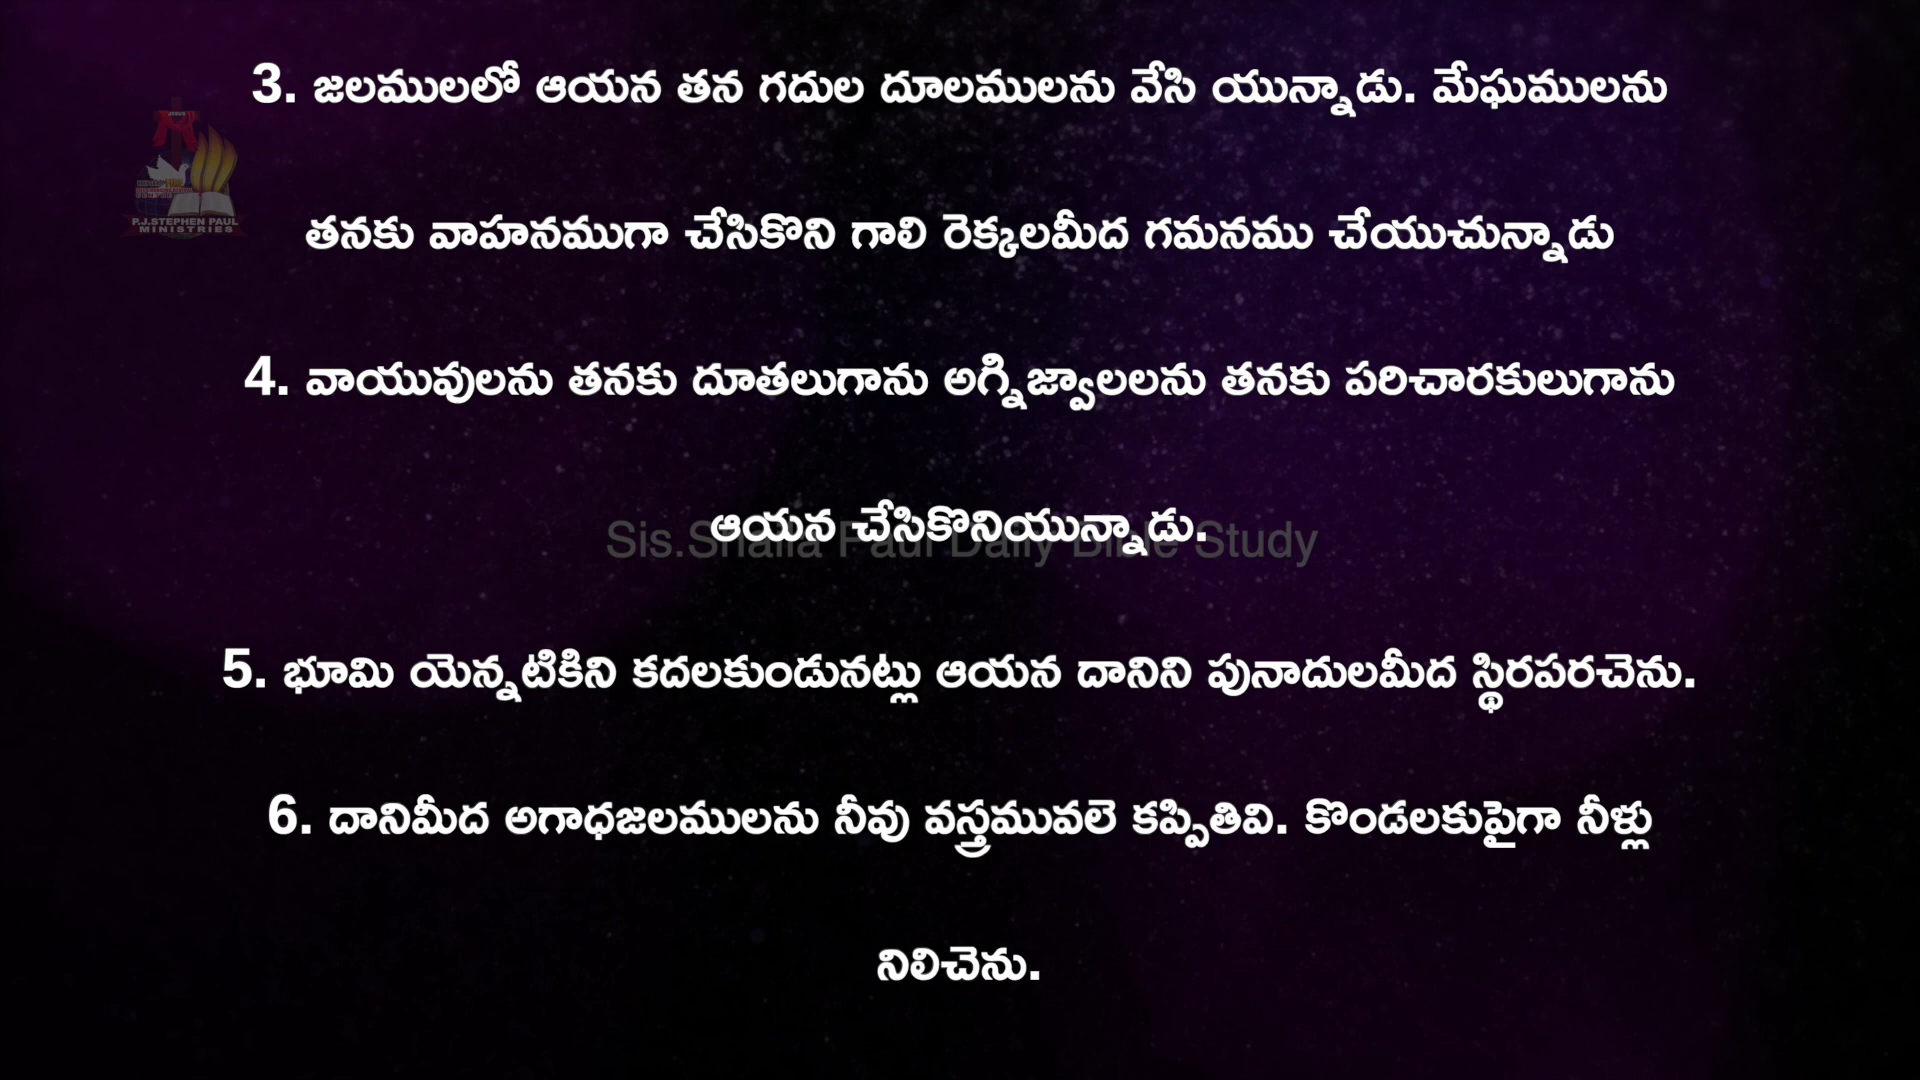 3. జలములలో ఆయన తన గదుల దూలములను వేసి యున్నాడు. మేఘములను
తనకు వాహనముగా చేసికొని గాలి రెక్కలమీద గమనము చేయుచున్నాడు
4. వాయువులను తనకు దూతలుగాను అగ్నిజ్వాలలను తనకు పరిచారకులుగాను
ఆయన చేసికొనియున్నాడు.
Sis.Shaila Paul Daily Bible Study
5. భూమి యెన్నటికిని కదలకుండునట్లు ఆయన దానిని పునాదులమీద స్థిరపరచెను.
6. దానిమీద అగాధజలములను నీవు వస్త్రమువలె కప్పితివి. కొండలకుపైగా నీళ్లు
నిలిచెను.
JESUS
P.J.STEPHEN PAUL
MINISTRIES